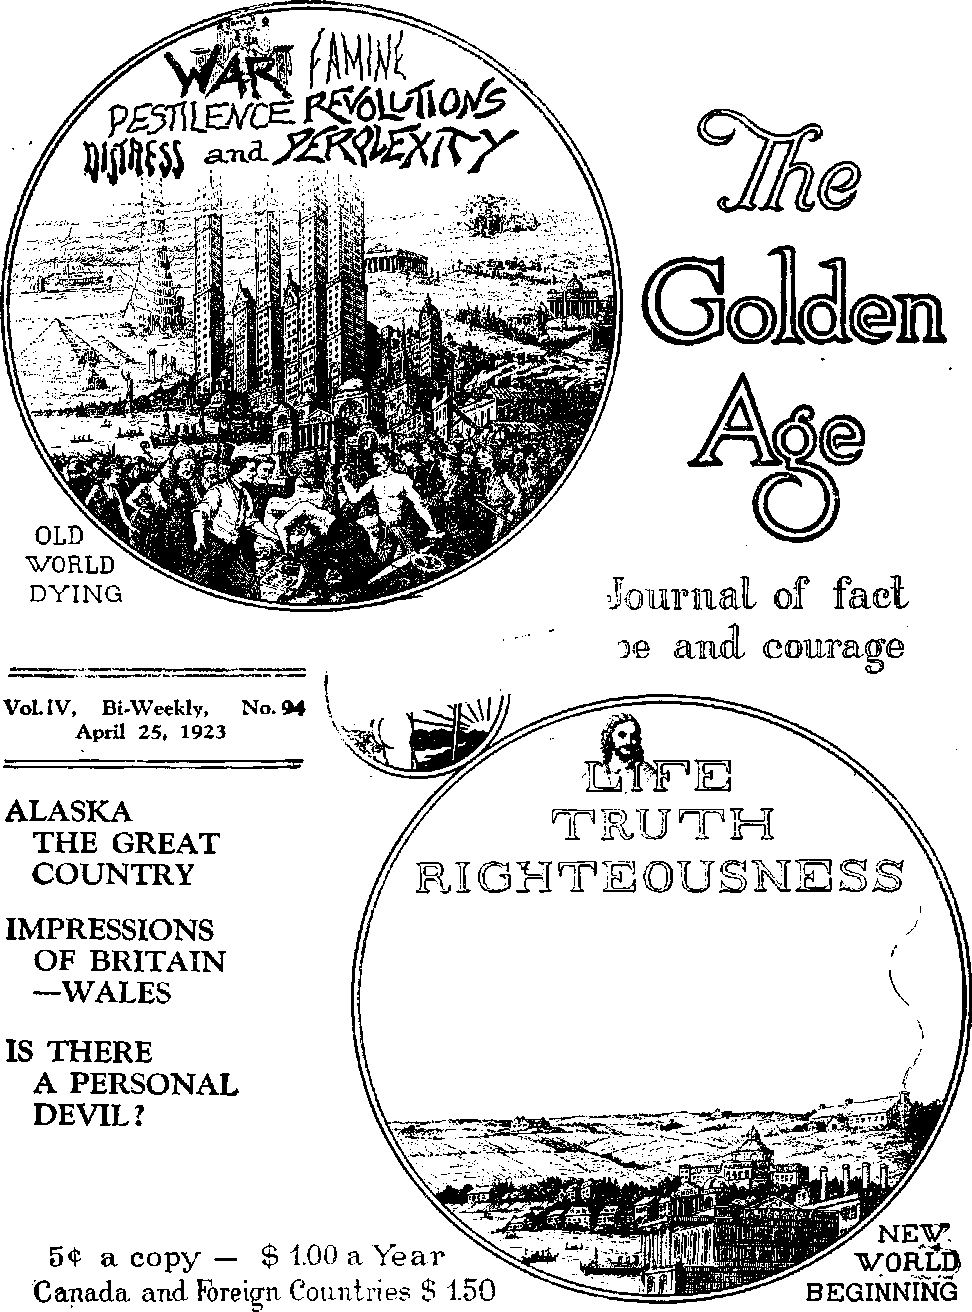 WAR FAMINE
PESTILENCE REVOLUTIONS
DISTRESS and PERPLEXITY
The
Golden
Age
OLD
WORLD
DYING
Journal of fact
and courage
Vol. IV, Bi-Weekly, No. 94
April 25, 1923
LIFE
TRUTH
RIGHTEOUSNESS
ALASKA
THE GREAT
COUNTRY
IMPRESSIONS
OF BRITAIN
—WALES
IS THERE
A PERSONAL
DEVIL?
5¢ a copy — $ 1.00 a Year
Canada and Foreign Countries $ 1.50
NEW
WORLD
BEGINNING